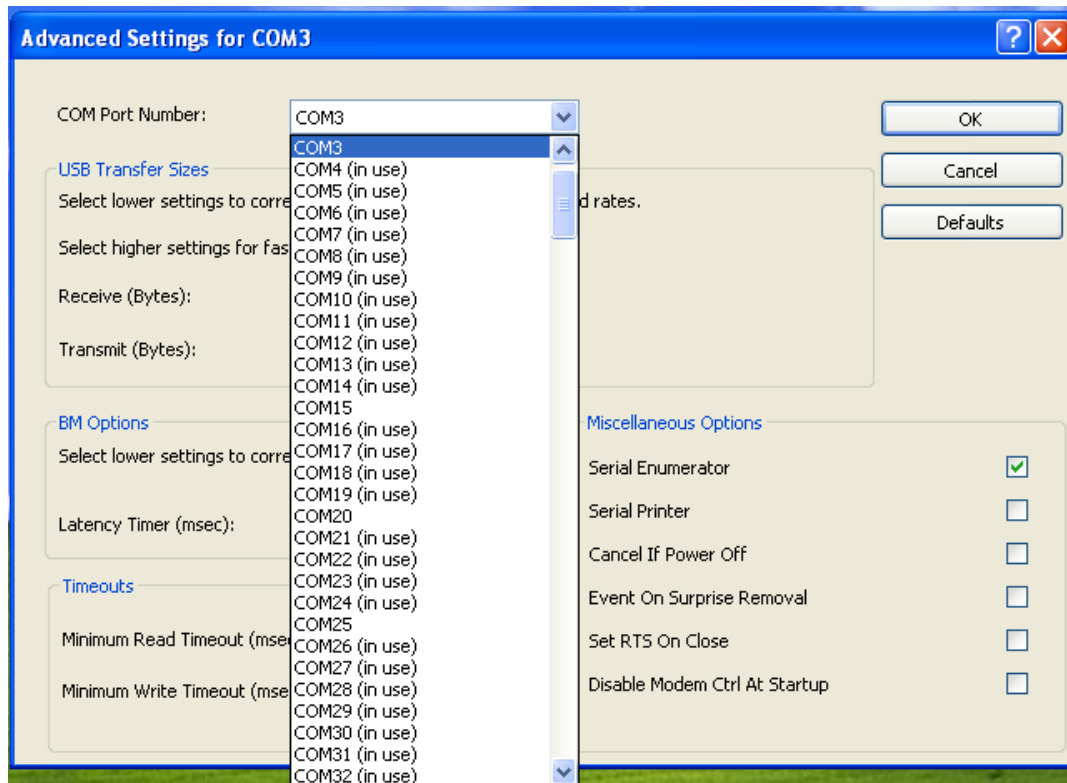 Advanced Settings for COM3
COM Port Number:
COM3
OK
Cancel
Defaults
COM3
COM4 (in use)
COM5 (in use)
COM6 (in use)
COM7 (in use)
COM8 (in use)
COM9 (in use)
COM10 (in use)
COM11 (in use)
COM12 (in use)
COM13 (in use)
COM14 (in use)
COM15
COM16 (in use)
COM17 (in use)
COM18 (in use)
COM19 (in use)
COM20
COM21 (in use)
COM22 (in use)
COM23 (in use)
COM24 (in use)
COM25
COM26 (in use)
COM27 (in use)
COM28 (in use)
COM29 (in use)
COM30 (in use)
COM31 (in use)
COM32 (in use)
USB Transfer Sizes
Select lower settings to corre d rates.
Select higher settings for fas
Receive (Bytes):
Transmit (Bytes):
BM Options
Select lower settings to corre
Latency Timer (msec):
Timeouts
Minimum Read Timeout (mse
Minimum Write Timeout (mse
Miscellaneous Options
Serial Enumerator
Serial Printer
Cancel If Power Off
Event On Surprise Removal
Set RTS On Close
Disable Modem Ctrl At Startup